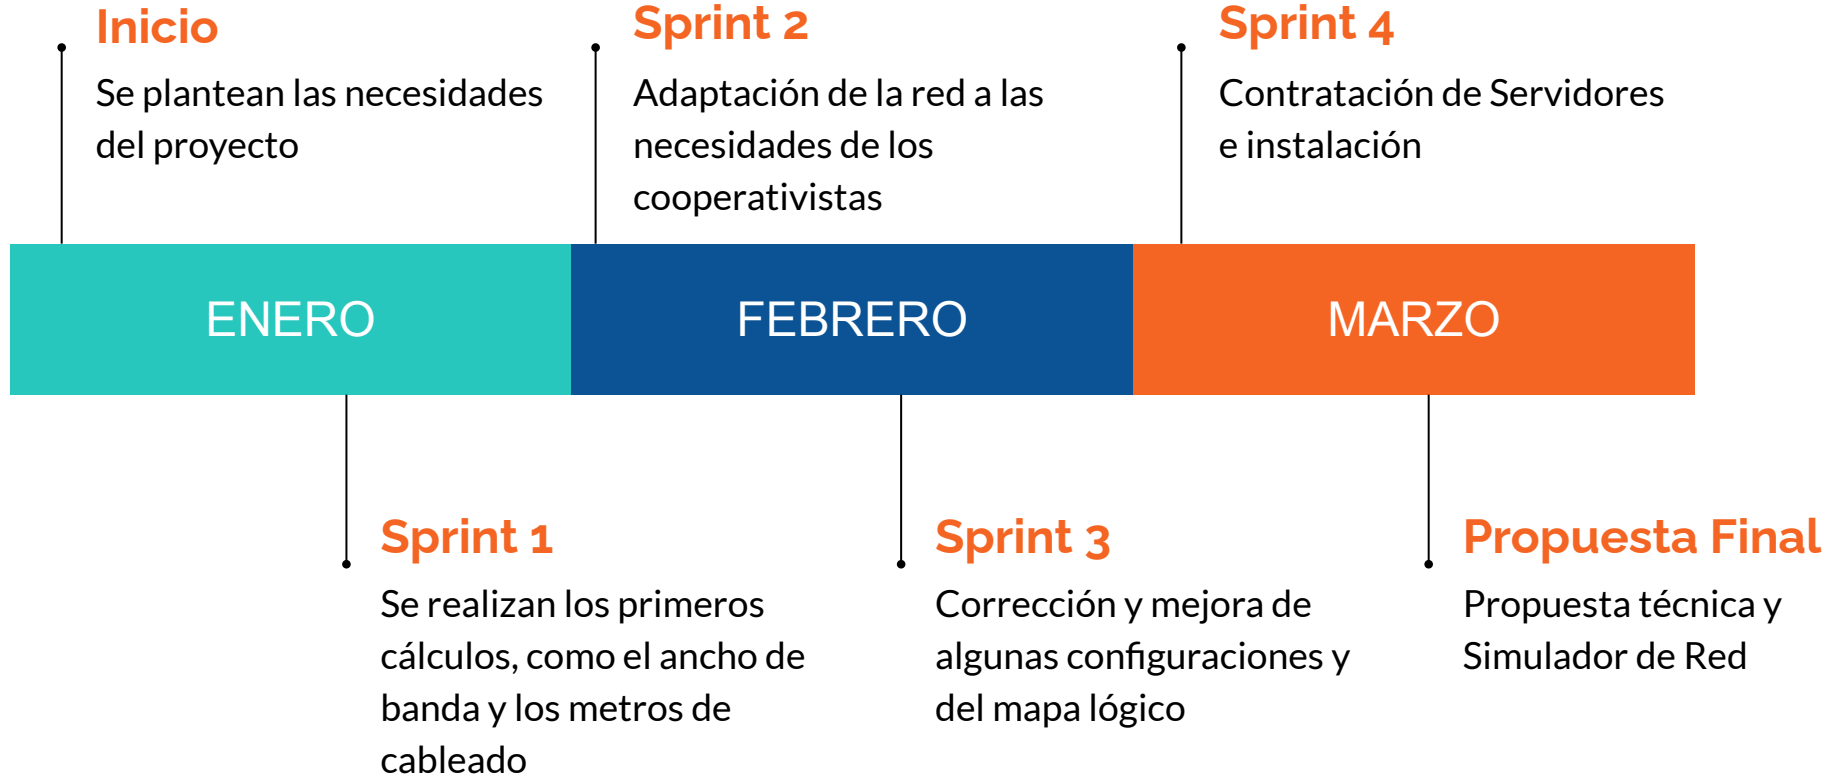 Inicio
Se plantean las necesidades
del proyecto
Sprint 2
Adaptación de la red a las
necesidades de los
cooperativistas
Sprint 4
Contratación de Servidores
e instalación
ENERO
FEBRERO
MARZO
Sprint 1
Se realizan los primeros
cálculos, como el ancho de
banda y los metros de
cableado
Sprint 3
Corrección y mejora de
algunas configuraciones y
del mapa lógico
Propuesta Final
Propuesta técnica y
Simulador de Red